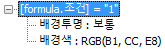 {formula.조건} = "1"
배경투명 : 보통
배경색 : RGB(B1, CC, E8)